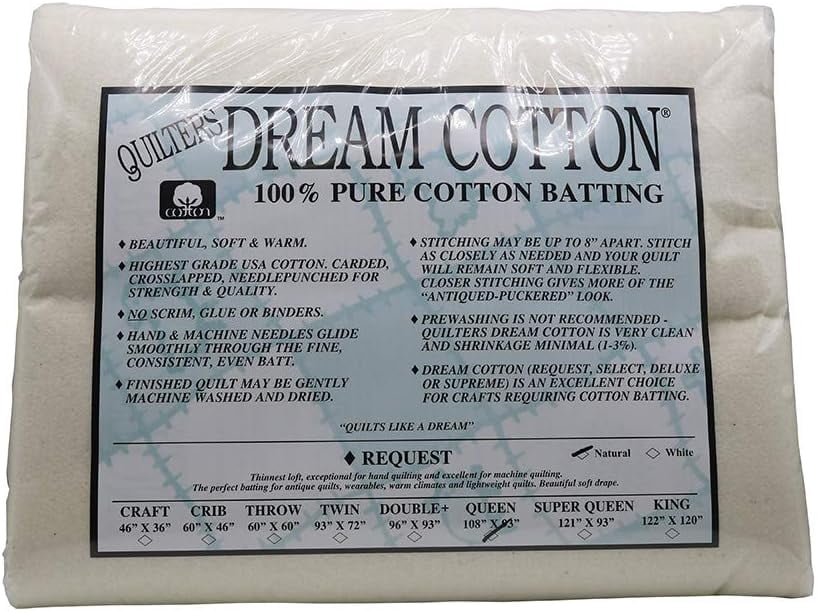 QUILTERS DREAM COTTON®
100% PURE COTTON BATTING
cotton™
♦ BEAUTIFUL, SOFT & WARM.
♦ HIGHEST GRADE USA COTTON. CARDED,
CROSSLAPPED, NEEDLEPUNCHED FOR
STRENGTH & QUALITY.
♦ NO SCRIM, GLUE OR BINDERS.
♦ HAND & MACHINE NEEDLES GLIDE
SMOOTHLY THROUGH THE FINE,
CONSISTENT, EVEN BATT.
♦ FINISHED QUILT MAY BE GENTLY
MACHINE WASHED AND DRIED.
♦ STITCHING MAY BE UP TO 8” APART. STITCH
AS CLOSELY AS NEEDED AND YOUR QUILT
WILL REMAIN SOFT AND FLEXIBLE.
CLOSER STITCHING GIVES MORE OF THE
“ANTIQUED-PUCKERED” LOOK.
♦ PREWASHING IS NOT RECOMMENDED -
QUILTERS DREAM COTTON IS VERY CLEAN
AND SHRINKAGE MINIMAL (1-3%).
♦ DREAM COTTON (REQUEST, SELECT, DELUXE
OR SUPREME) IS AN EXCELLENT CHOICE
FOR CRAFTS REQUIRING COTTON BATTING.
“QUILTS LIKE A DREAM”
♦ REQUEST ◇ Natural ◇ White
Thinnest loft, exceptional for hand quilting and excellent for machine quilting.
The perfect batting for antique quilts, wearables, warm climates and lightweight quilts. Beautiful soft drape.
CRAFT CRIB THROW TWIN DOUBLE+ QUEEN SUPER QUEEN KING
46” X 36” 60” X 46” 60” X 60” 93” X 72” 96” X 93” 108” X 93” 121” X 93” 122” X 120”